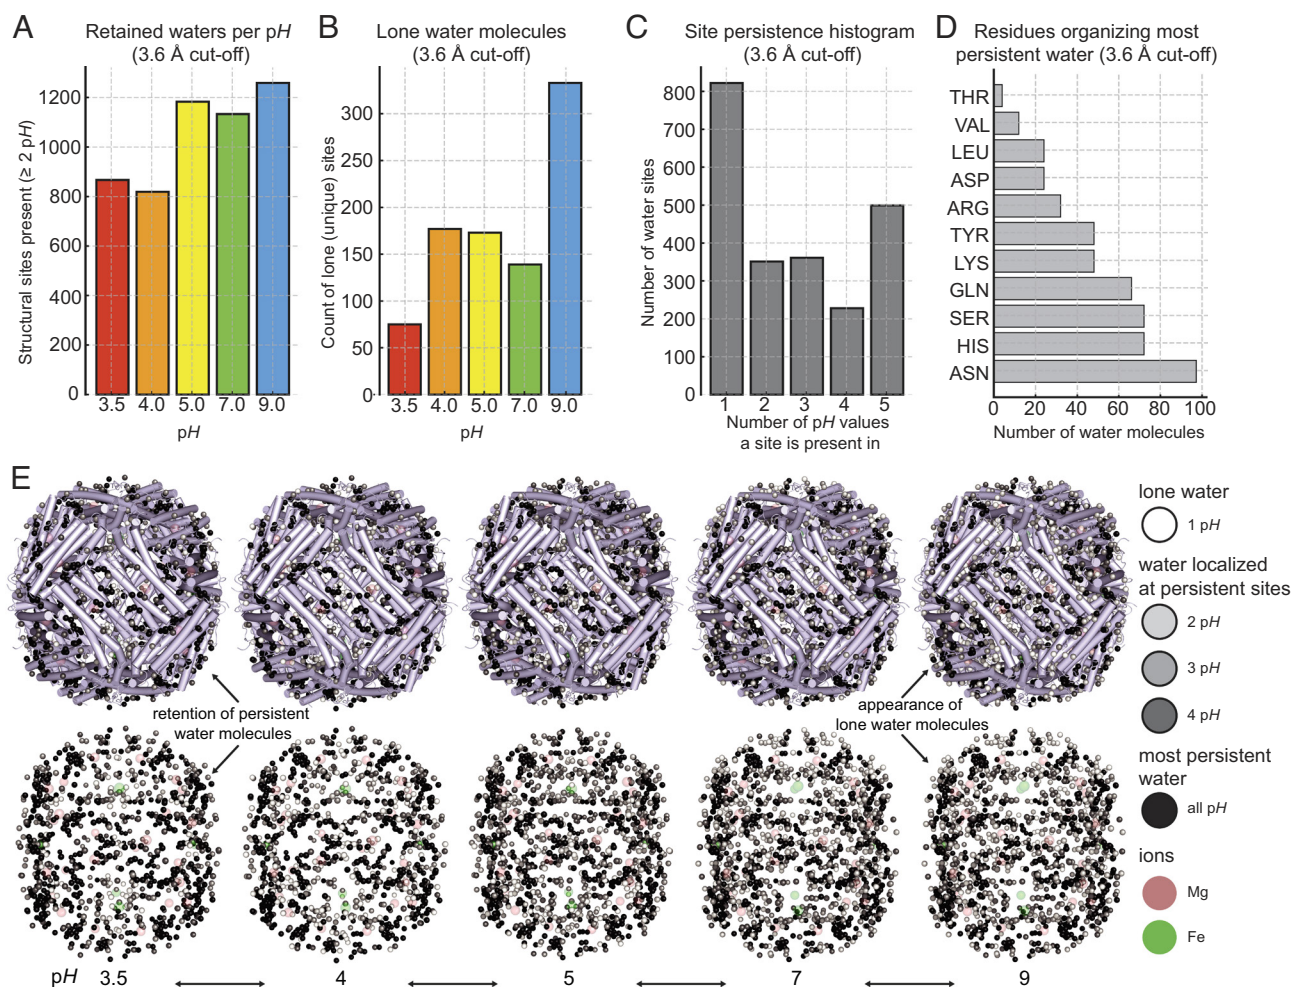 A
Retained waters per pH
(3.6 Å cut-off)
Structural sites present (≥ 2 pH)
1200
1000
800
600
400
200
0
3.5 4.0 5.0 7.0 9.0
pH
B
Lone water molecules
(3.6 Å cut-off)
Count of lone (unique) sites
300
250
200
150
100
50
0
3.5 4.0 5.0 7.0 9.0
pH
C
Site persistence histogram
(3.6 Å cut-off)
Number of water sites
800
700
600
500
400
300
200
100
0
1 2 3 4 5
Number of pH values
a site is present in
D
Residues organizing most
persistent water (3.6 Å cut-off)
THR
VAL
LEU
ASP
ARG
TYR
LYS
GLN
SER
HIS
ASN
0 20 40 60 80 100
Number of water molecules
E
retention of persistent
water molecules
appearance of
lone water molecules
lone water
1 pH
water localized
at persistent sites
2 pH
3 pH
4 pH
most persistent
water
all pH
ions
Mg
Fe
pH 3.5 4 5 7 9